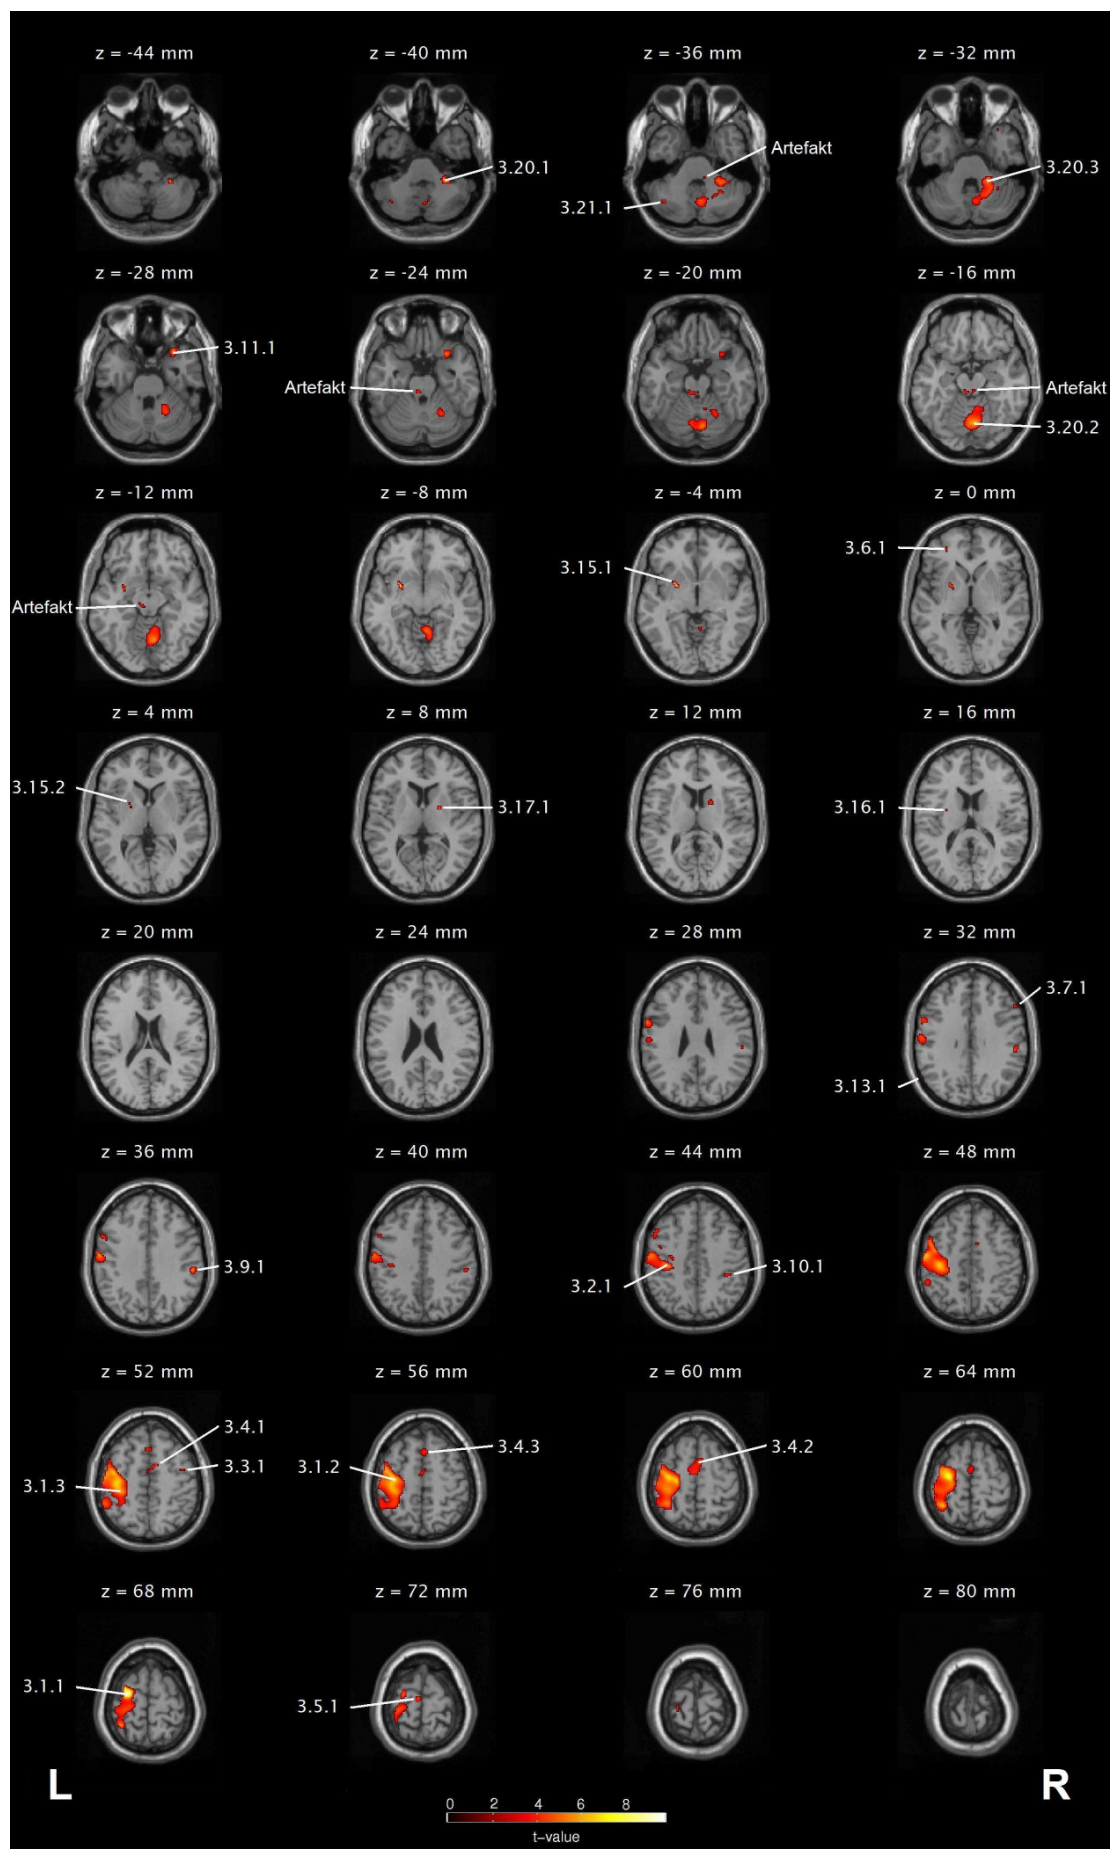 z = -44 mm
z = -40 mm
z = -36 mm
z = -32 mm
Artefakt
3.20.1
3.20.3
3.21.1
z = -28 mm
z = -24 mm
z = -20 mm
z = -16 mm
3.11.1
Artefakt
Artefakt
3.20.2
z = -12 mm
z = -8 mm
z = -4 mm
z = 0 mm
3.6.1
3.15.1
Artefakt
z = 4 mm
z = 8 mm
z = 12 mm
z = 16 mm
3.15.2
3.17.1
3.16.1
z = 20 mm
z = 24 mm
z = 28 mm
z = 32 mm
3.7.1
3.13.1
z = 36 mm
z = 40 mm
z = 44 mm
z = 48 mm
3.9.1
3.2.1
3.10.1
z = 52 mm
z = 56 mm
z = 60 mm
z = 64 mm
3.4.1
3.4.3
3.4.2
3.3.1
3.1.2
3.1.3
z = 68 mm
z = 72 mm
z = 76 mm
z = 80 mm
3.1.1
3.5.1
L
R
0 2 4 6 8
t-value